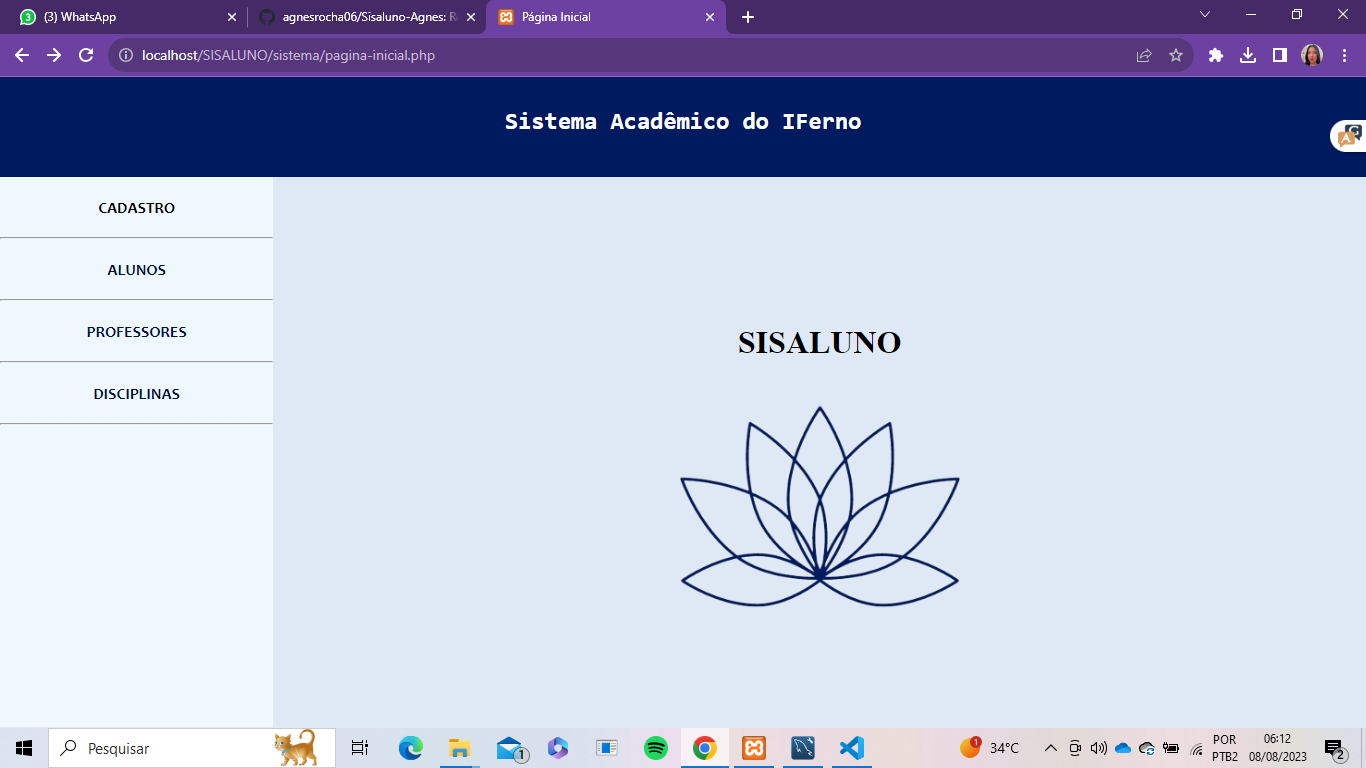 (3) WhatsApp
agnesrocha06/Sisaluno-Agnes: R
Página Inicial
localhost/SISALUNO/sistema/pagina-inicial.php
Sistema Acadêmico do IFerno
CADASTRO
ALUNOS
PROFESSORES
DISCIPLINAS
SISALUNO
Pesquisar
1
1
34°C
POR
PTB2
06:12
08/08/2023
2